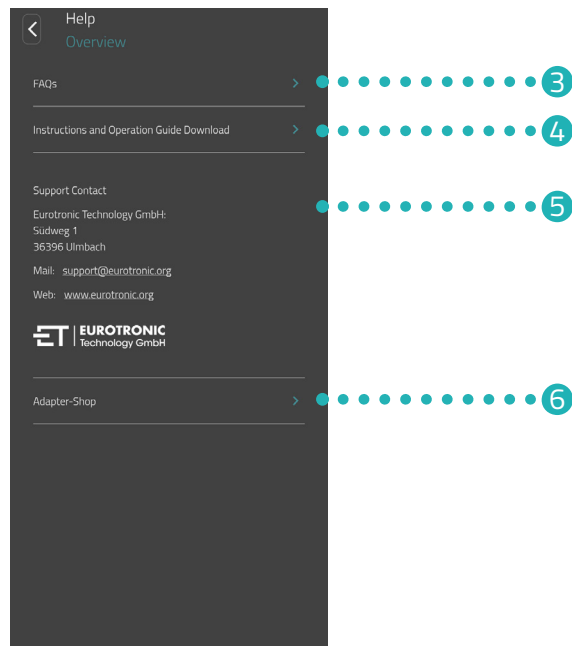 Help
Overview
FAQs
3
Instructions and Operation Guide Download
4
Support Contact
5
Eurotronic Technology GmbH:
Südweg 1
36396 Ulmbach
Mail: support@eurotronic.org
Web: www.eurotronic.org
ET EUROTRONIC
Technology GmbH
Adapter-Shop
6